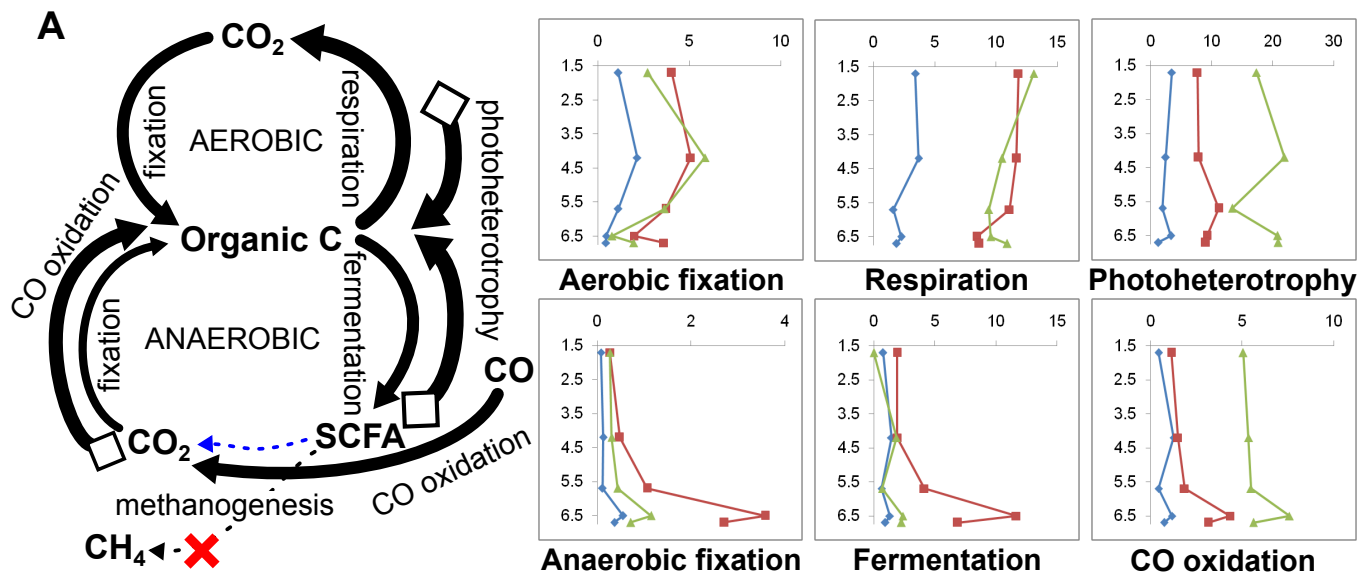 A
CO2
fixation
AEROBIC
respiration
photoheterotrophy
CO oxidation
Organic C
fixation
ANAEROBIC
fermentation
CO
CO2
SCFA
CO oxidation
methanogenesis
CH4
0 5 10
1.5
2.5
3.5
4.5
5.5
6.5
Aerobic fixation
0 5 10 15
1.5
2.5
3.5
4.5
5.5
6.5
Respiration
0 10 20 30
1.5
2.5
3.5
4.5
5.5
6.5
Photoheterotrophy
0 2 4
1.5
2.5
3.5
4.5
5.5
6.5
Anaerobic fixation
0 5 10 15
1.5
2.5
3.5
4.5
5.5
6.5
Fermentation
0 5 10
1.5
2.5
3.5
4.5
5.5
6.5
CO oxidation